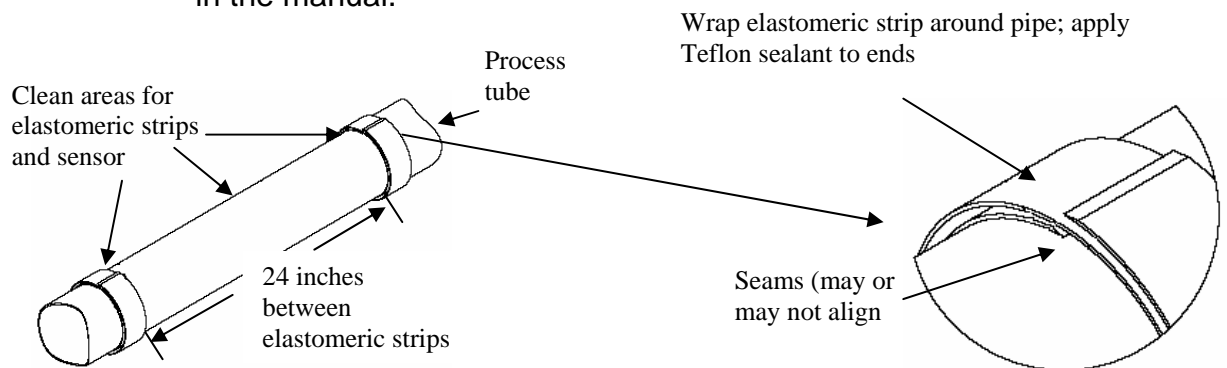 in the manual.
Wrap elastomeric strip around pipe; apply
Teflon sealant to ends
Process
tube
Clean areas for
elastomeric strips
and sensor
24 inches
between
elastomeric strips
Seams (may or
may not align